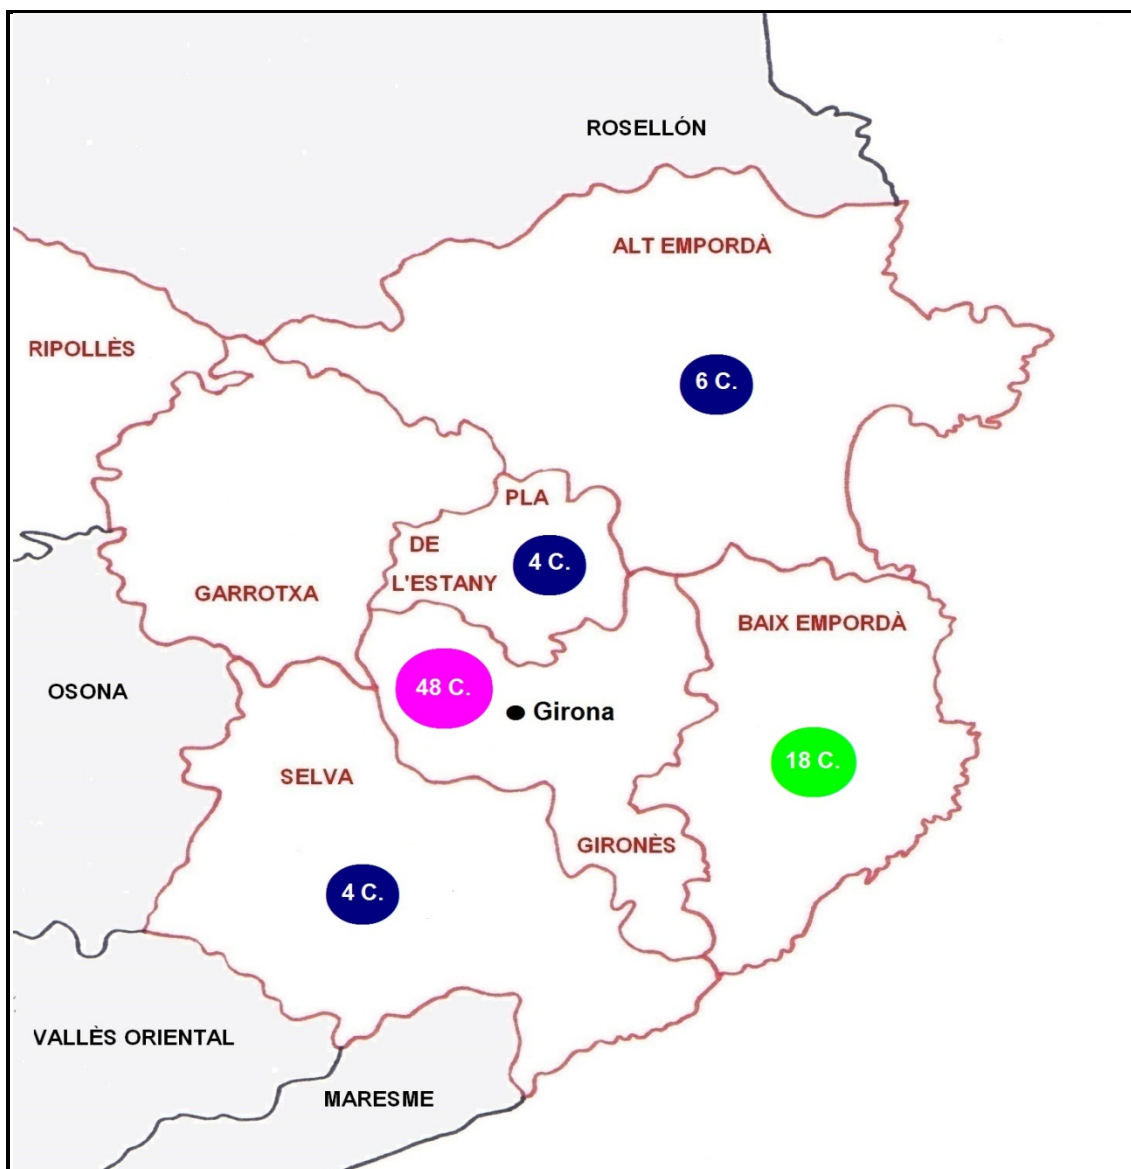 ROSELLÓN
ALT EMPORDÀ
RIPOLLÈS
6 C.
PLA
DE
4 C.
L'ESTANY
GARROTXA
BAIX EMPORDÀ
OSONA
48 C.
Girona
18 C.
SELVA
GIRONÈS
4 C.
VALLÈS ORIENTAL
MARESME